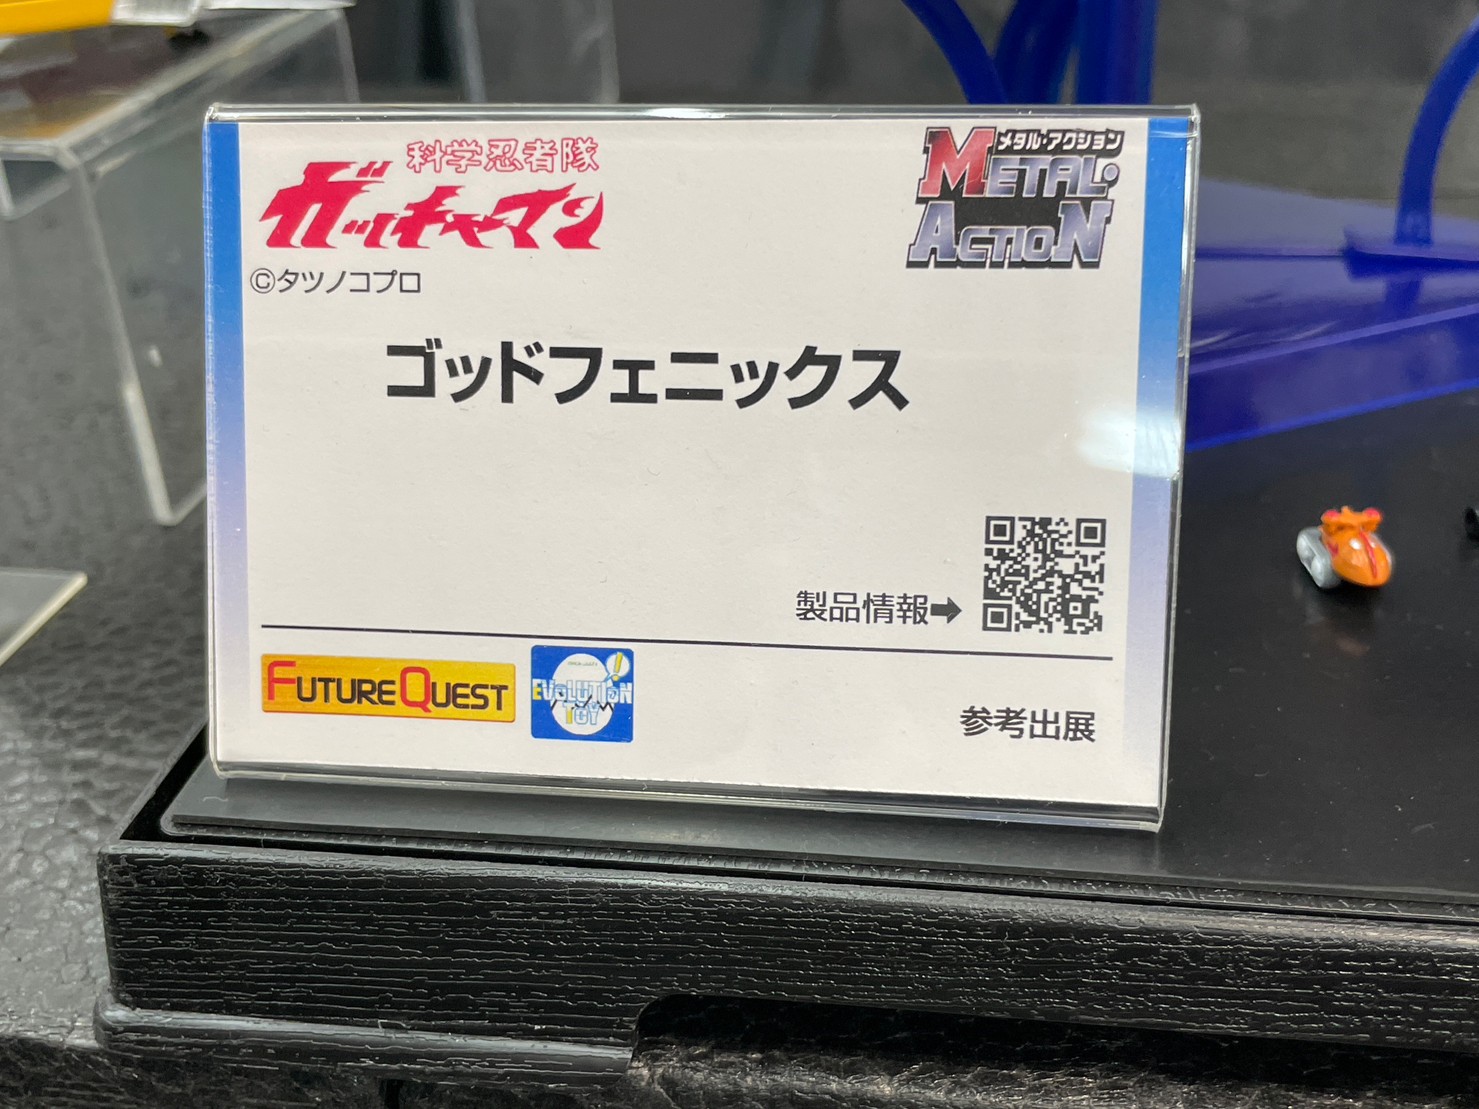 科学忍者隊
ガッチャマン
©タツノコプロ
メタル・アクション
METAL・
ACTION
ゴッドフェニックス
製品情報➡
FUTUREQUEST
EVOLUTION
TOY
参考出展